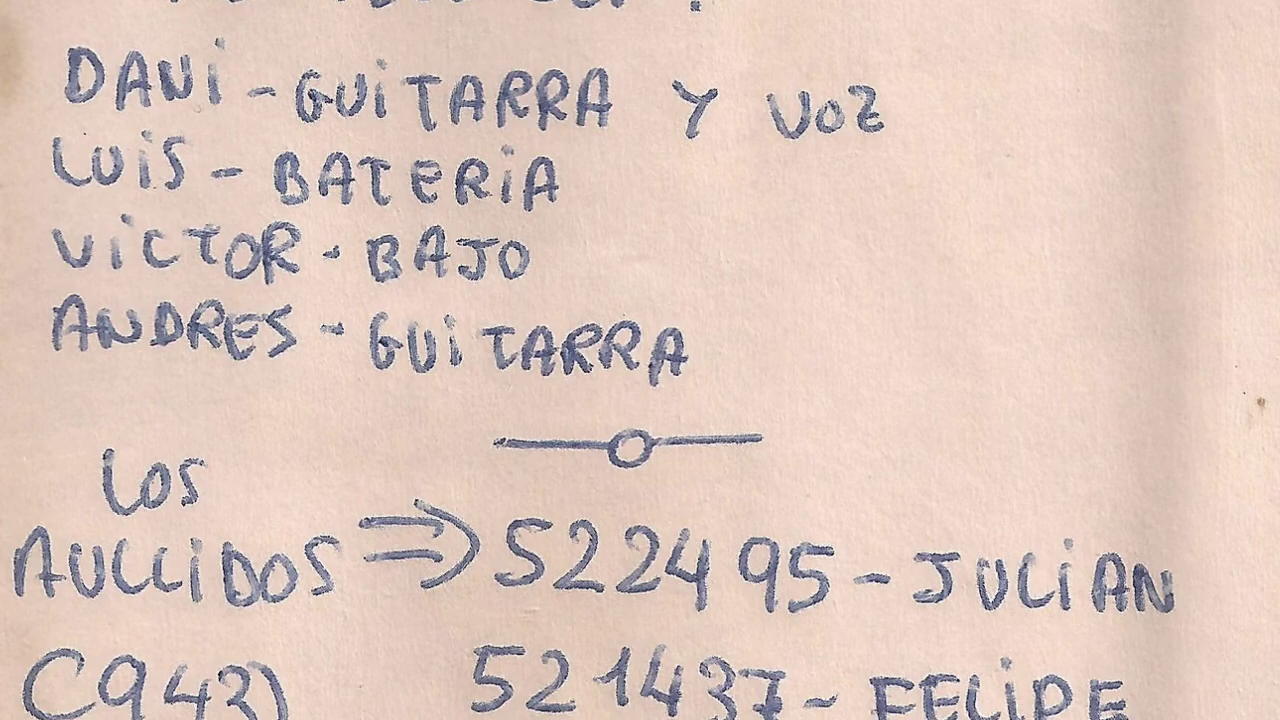 DANI - GUITARRA Y VOZ
LUIS - BATERIA
VICTOR - BAJO
ANDRES - GUITARRA
LOS
AULLIDOS ⇒ 522495 - JULIAN
(943) 521437 - FELIPE